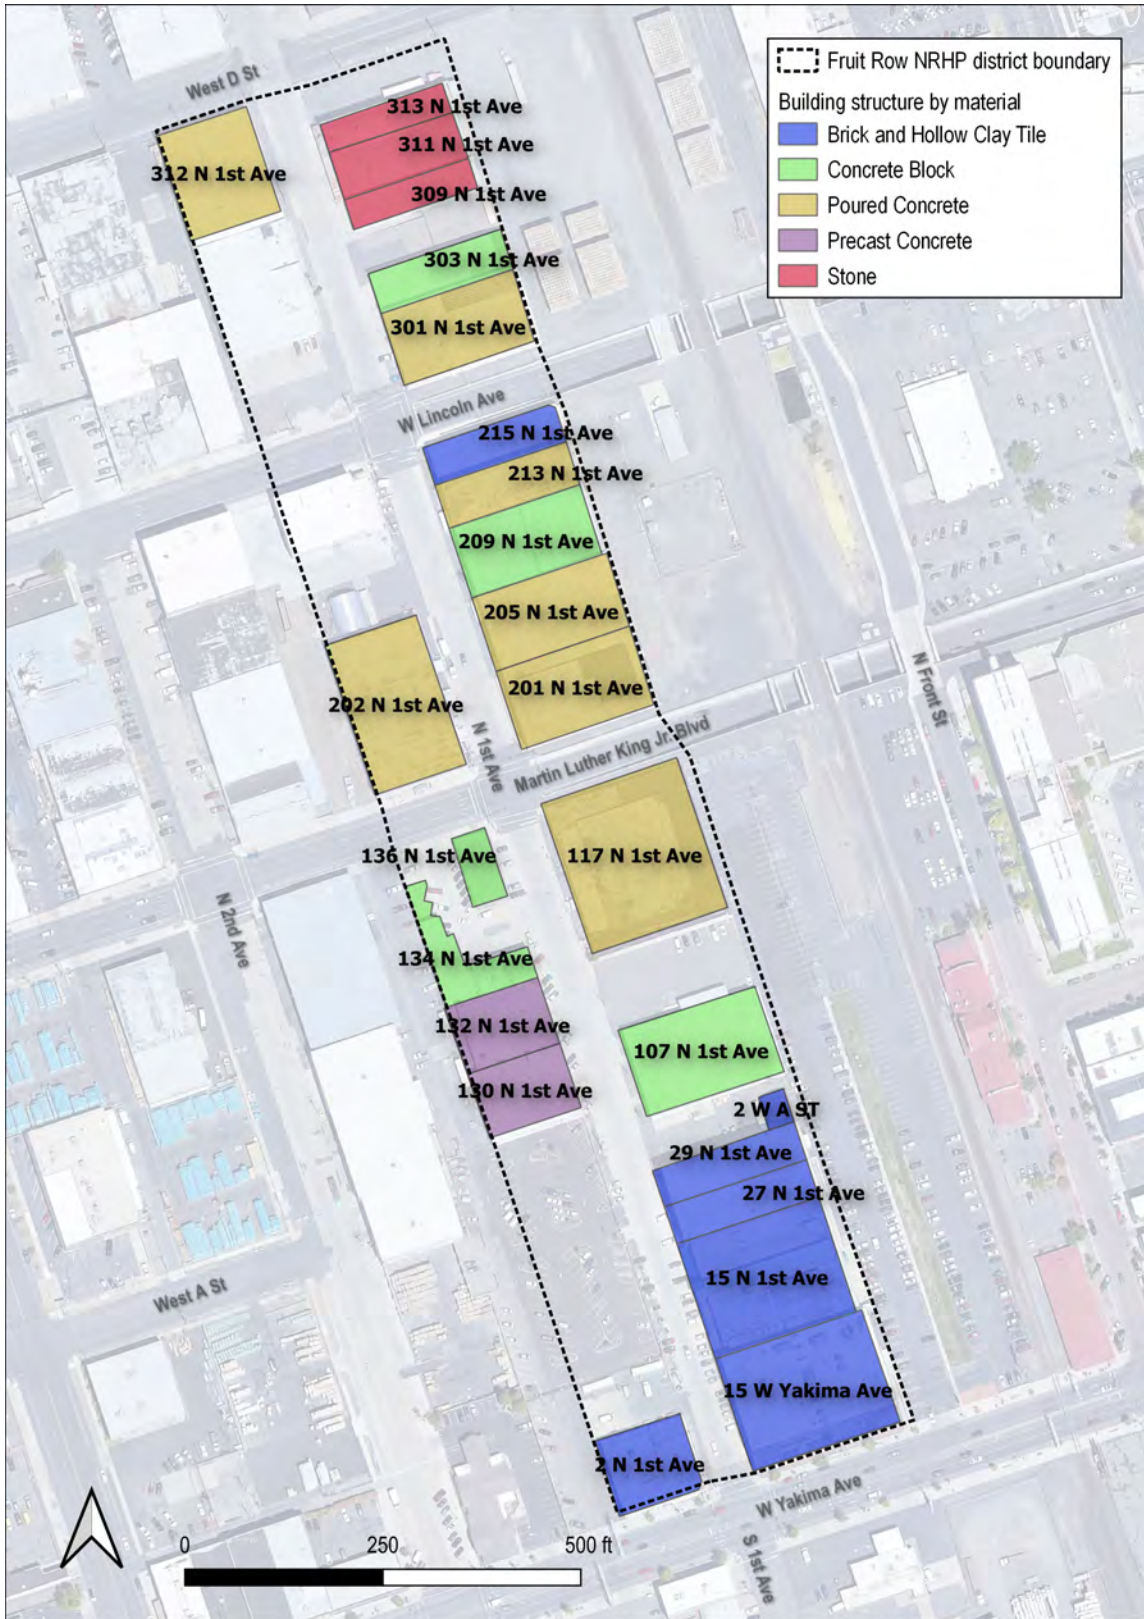 Fruit Row NRHP district boundary
Building structure by material
Brick and Hollow Clay Tile
Concrete Block
Poured Concrete
Precast Concrete
Stone
West D St
313 N 1st Ave
311 N 1st Ave
312 N 1st Ave
309 N 1st Ave
303 N 1st Ave
301 N 1st Ave
W Lincoln Ave
215 N 1st Ave
213 N 1st Ave
209 N 1st Ave
205 N 1st Ave
201 N 1st Ave
202 N 1st Ave
N Front St
N 1st Ave
Martin Luther King Jr. Blvd
136 N 1st Ave
117 N 1st Ave
N 2nd Ave
134 N 1st Ave
132 N 1st Ave
107 N 1st Ave
130 N 1st Ave
2 W A ST
29 N 1st Ave
27 N 1st Ave
15 N 1st Ave
West A St
15 W Yakima Ave
2 N 1st Ave
W Yakima Ave
S 1st Ave
0 250 500 ft